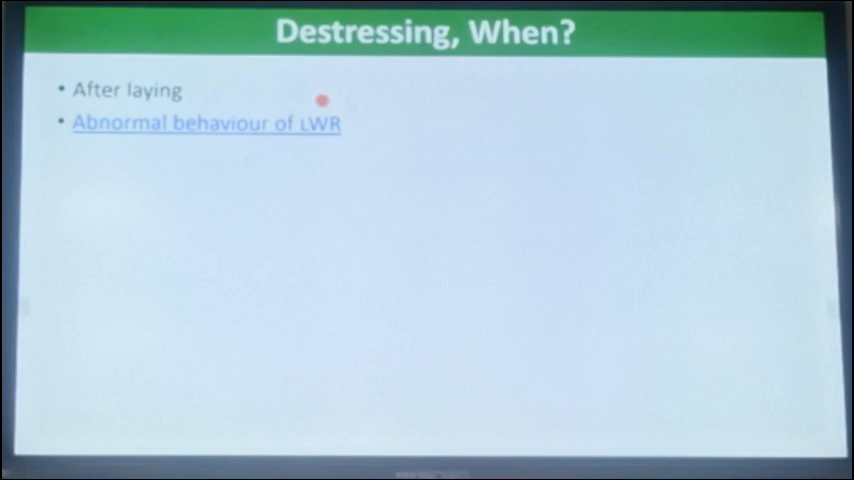 Destressing, When?
• After laying
• Abnormal behaviour of LWR